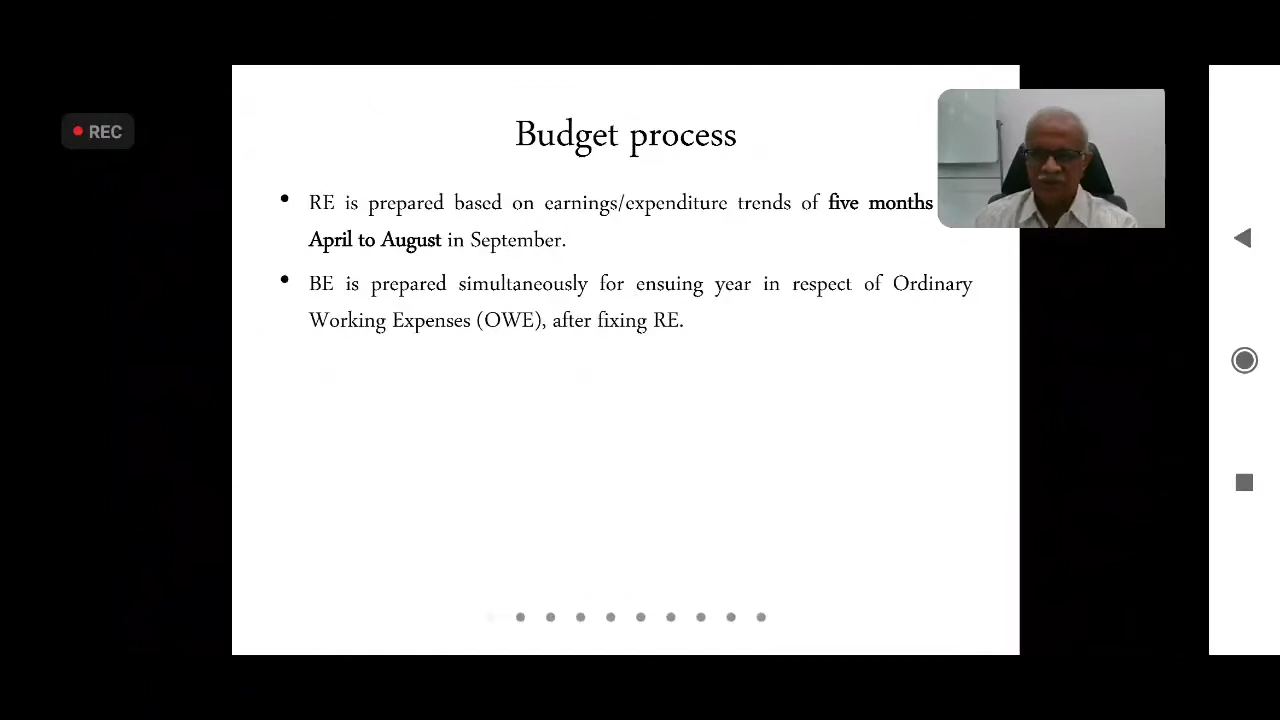 REC
Budget process
• RE is prepared based on earnings/expenditure trends of five months
April to August in September.
• BE is prepared simultaneously for ensuing year in respect of Ordinary
Working Expenses (OWE), after fixing RE.